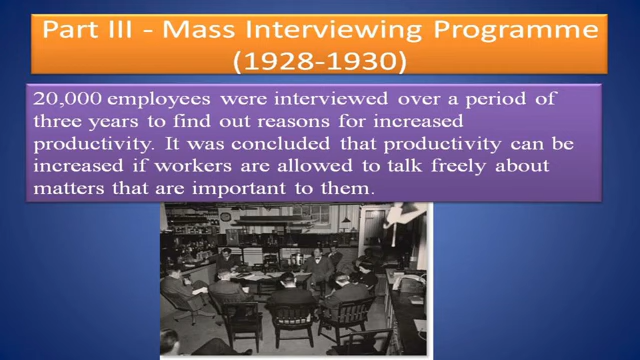 Part III - Mass Interviewing Programme
(1928-1930)
20,000 employees were interviewed over a period of
three years to find out reasons for increased
productivity. It was concluded that productivity can be
increased if workers are allowed to talk freely about
matters that are important to them.